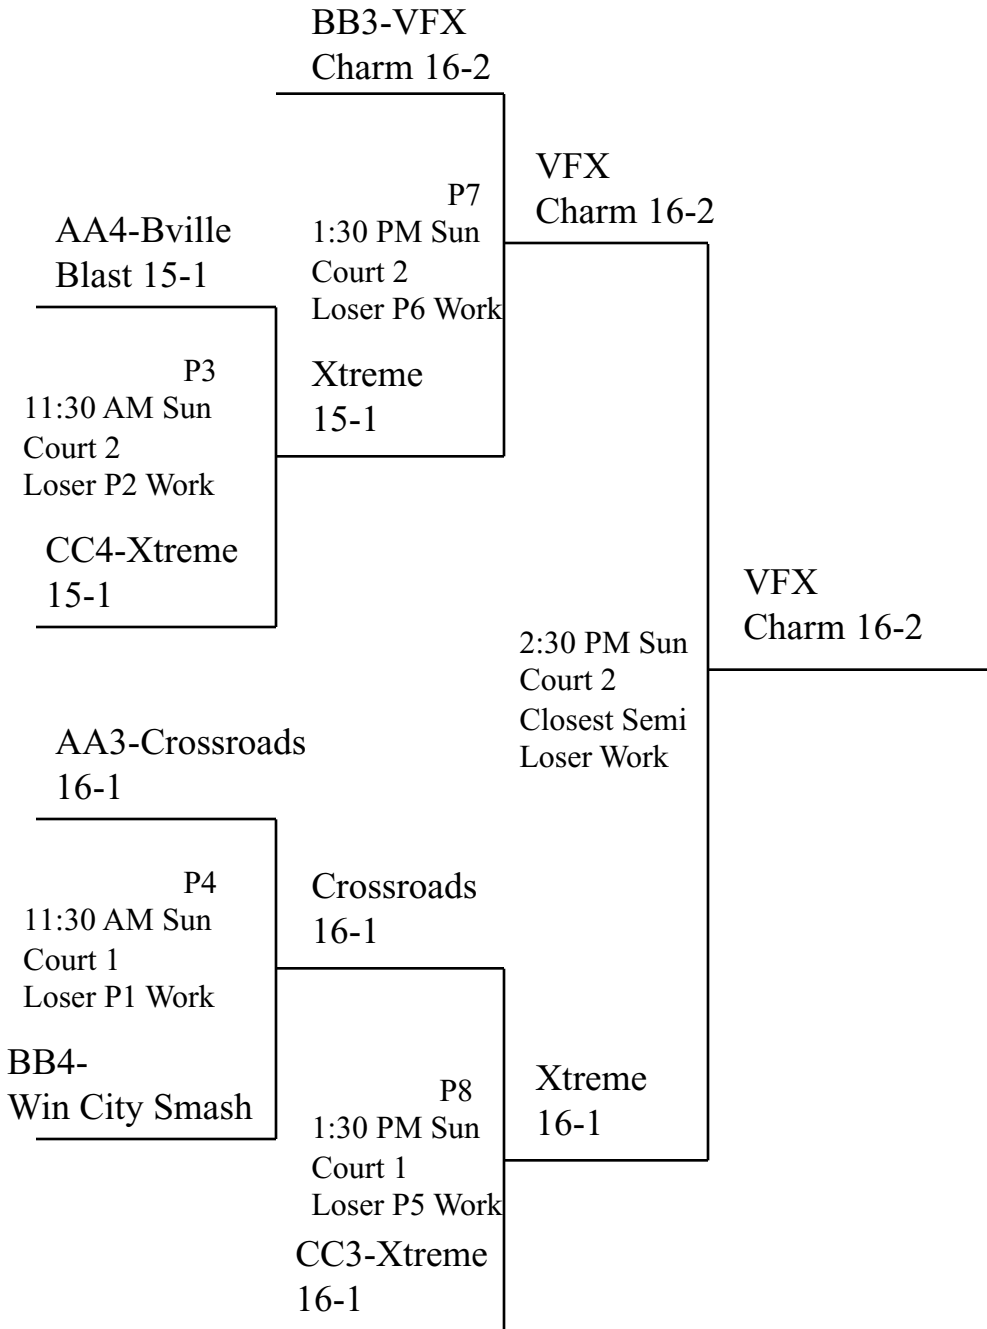 BB3-VFX
Charm 16-2
P7
1:30 PM Sun
Court 2
Loser P6 Work
VFX
Charm 16-2
AA4-Bville
Blast 15-1
P3
11:30 AM Sun
Court 2
Loser P2 Work
Xtreme
15-1
CC4-Xtreme
15-1
VFX
Charm 16-2
2:30 PM Sun
Court 2
Closest Semi
Loser Work
AA3-Crossroads
16-1
P4
11:30 AM Sun
Court 1
Loser P1 Work
Crossroads
16-1
BB4-
Win City Smash
P8
1:30 PM Sun
Court 1
Loser P5 Work
Xtreme
16-1
CC3-Xtreme
16-1